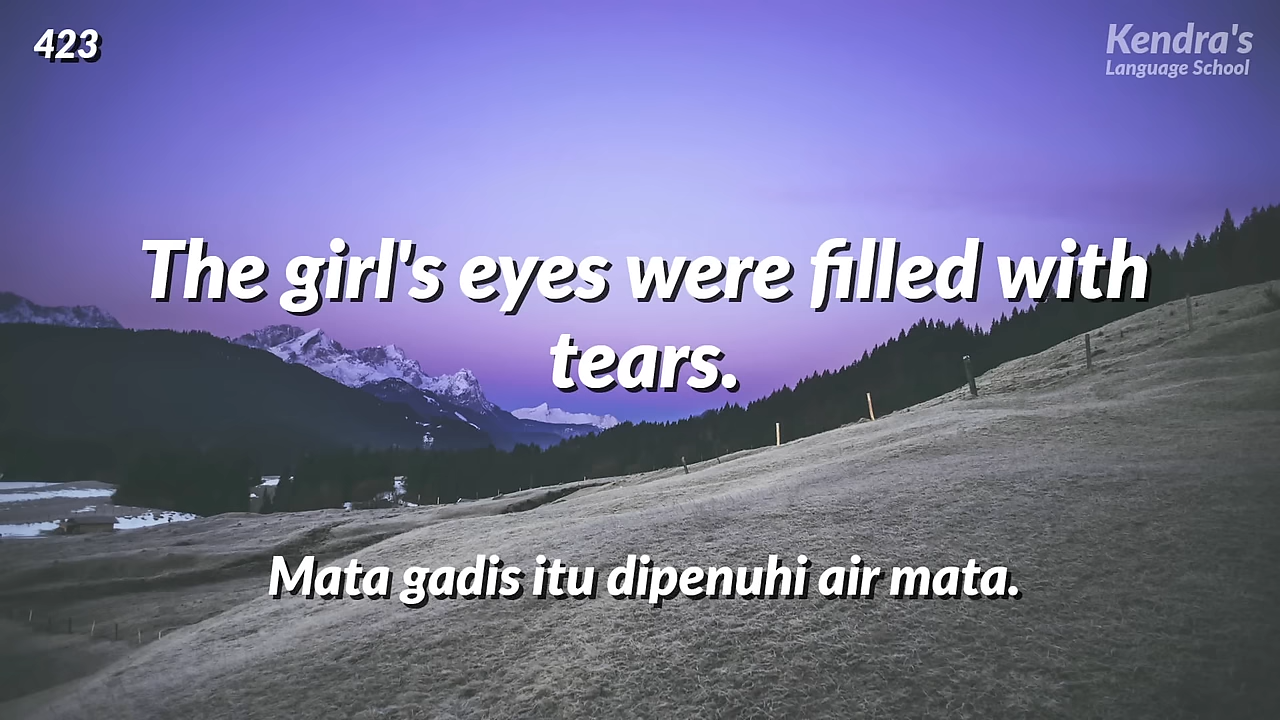 423
Kendra's
Language School
The girl's eyes were filled with
tears.
Mata gadis itu dipenuhi air mata.